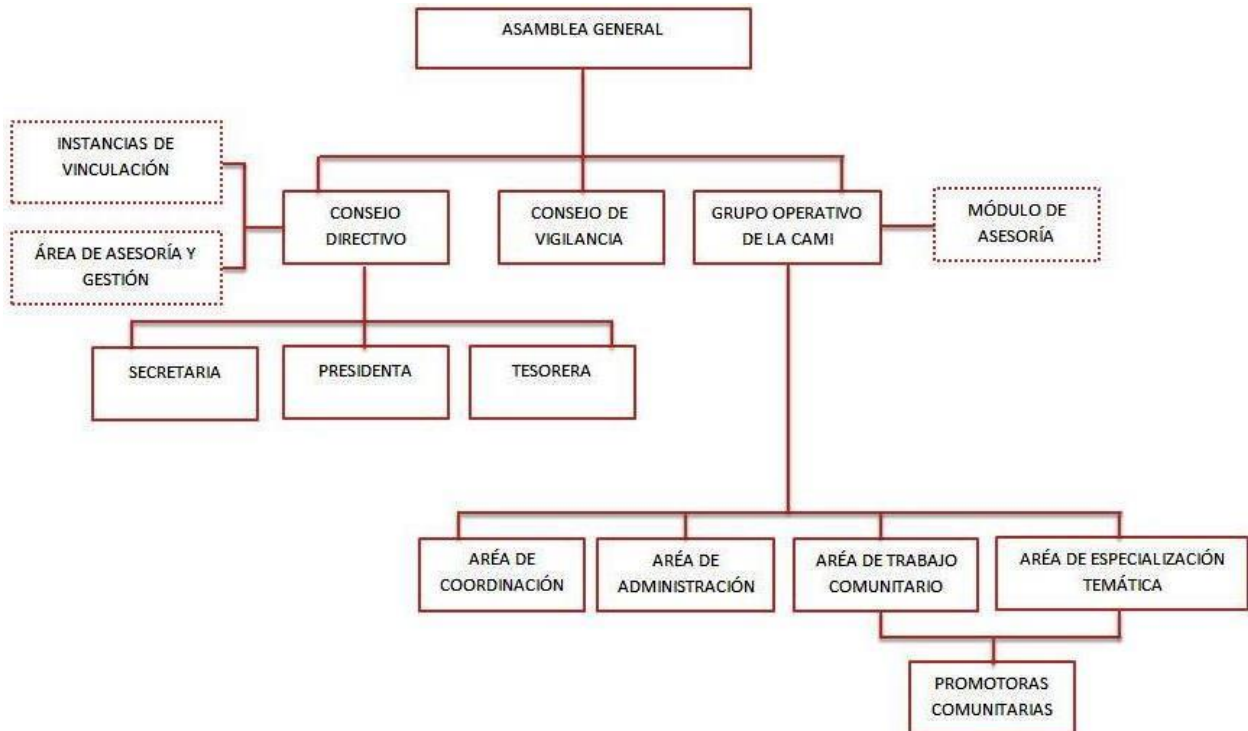 ASAMBLEA GENERAL
INSTANCIAS DE
VINCULACIÓN
ÁREA DE ASESORÍA Y
GESTIÓN
CONSEJO
DIRECTIVO
CONSEJO DE
VIGILANCIA
GRUPO OPERATIVO
DE LA CAMI
MÓDULO DE
ASESORÍA
SECRETARIA
PRESIDENTA
TESORERA
ARÉA DE
COORDINACIÓN
ARÉA DE
ADMINISTRACIÓN
ARÉA DE TRABAJO
COMUNITARIO
ARÉA DE ESPECIALIZACIÓN
TEMÁTICA
PROMOTORAS
COMUNITARIAS